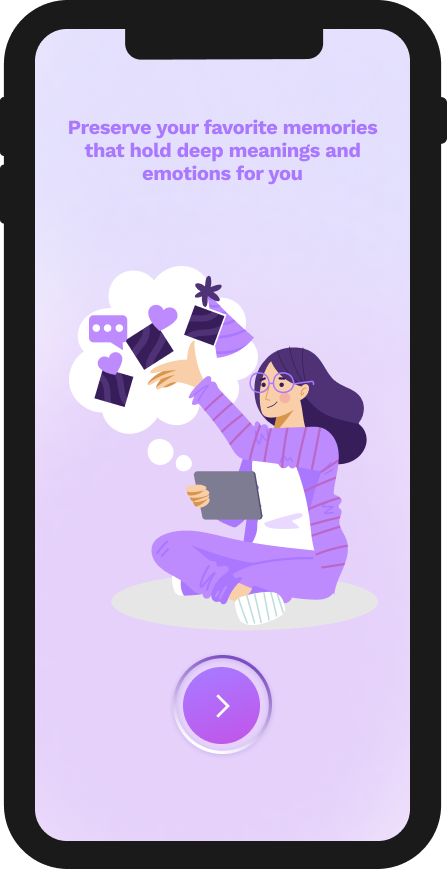 Preserve your favorite memories
that hold deep meanings and
emotions for you